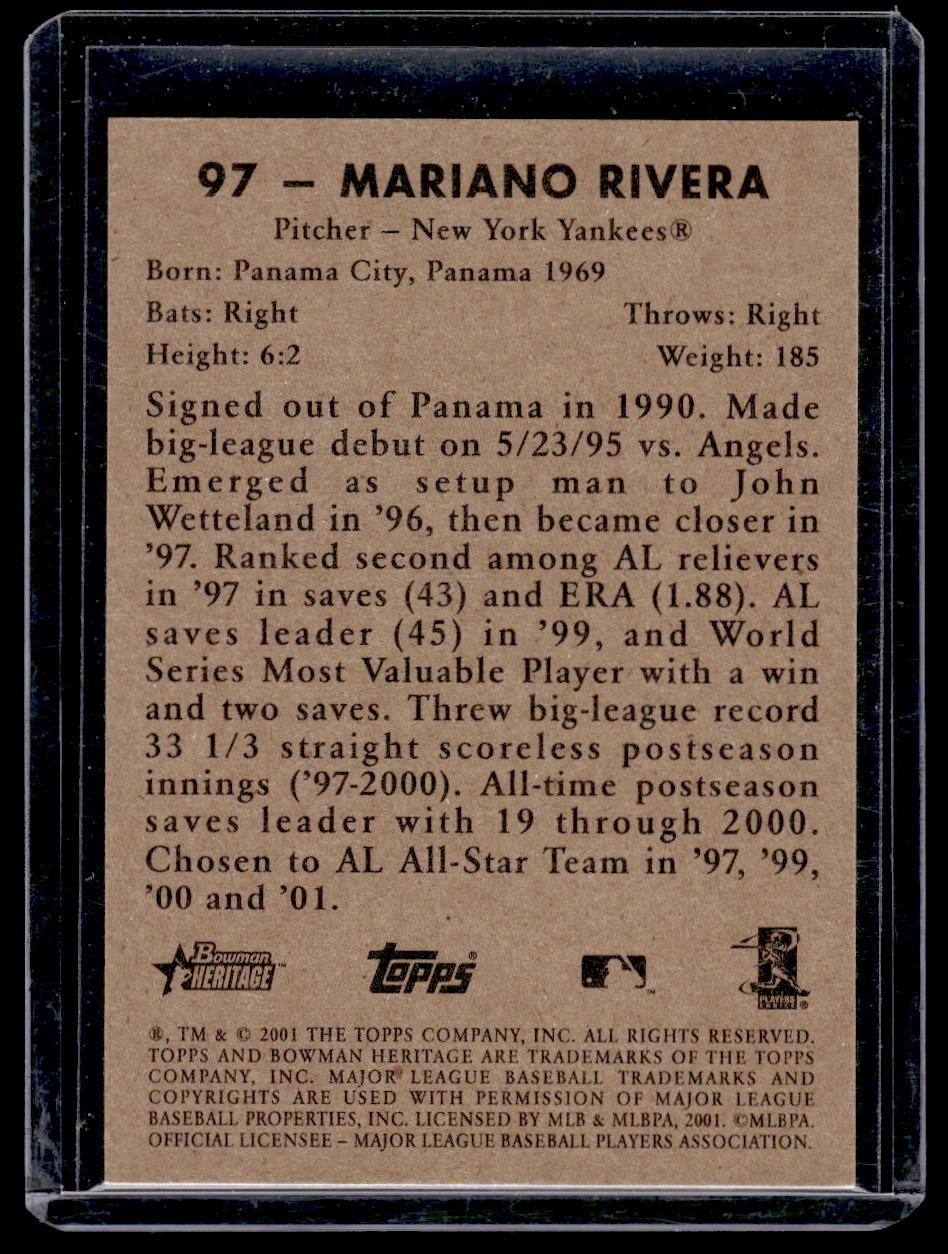 97 – MARIANO RIVERA
Pitcher – New York Yankees®
Born: Panama City, Panama 1969
Bats: Right Throws: Right
Height: 6:2 Weight: 185
Signed out of Panama in 1990. Made
big-league debut on 5/23/95 vs. Angels.
Emerged as setup man to John
Wetteland in ’96, then became closer in
’97. Ranked second among AL relievers
in ’97 in saves (43) and ERA (1.88). AL
saves leader (45) in ’99, and World
Series Most Valuable Player with a win
and two saves. Threw big-league record
33 1/3 straight scoreless postseason
innings (’97-2000). All-time postseason
saves leader with 19 through 2000.
Chosen to AL All-Star Team in ’97, ’99,
’00 and ’01.
Bowman HERITAGE™ Topps® ™ PLAYERS CHOICE®
®, TM & © 2001 THE TOPPS COMPANY, INC. ALL RIGHTS RESERVED.
TOPPS AND BOWMAN HERITAGE ARE TRADEMARKS OF THE TOPPS
COMPANY, INC. MAJOR LEAGUE BASEBALL TRADEMARKS AND
COPYRIGHTS ARE USED WITH PERMISSION OF MAJOR LEAGUE
BASEBALL PROPERTIES, INC. LICENSED BY MLB & MLBPA, 2001. ©MLBPA.
OFFICIAL LICENSEE – MAJOR LEAGUE BASEBALL PLAYERS ASSOCIATION.